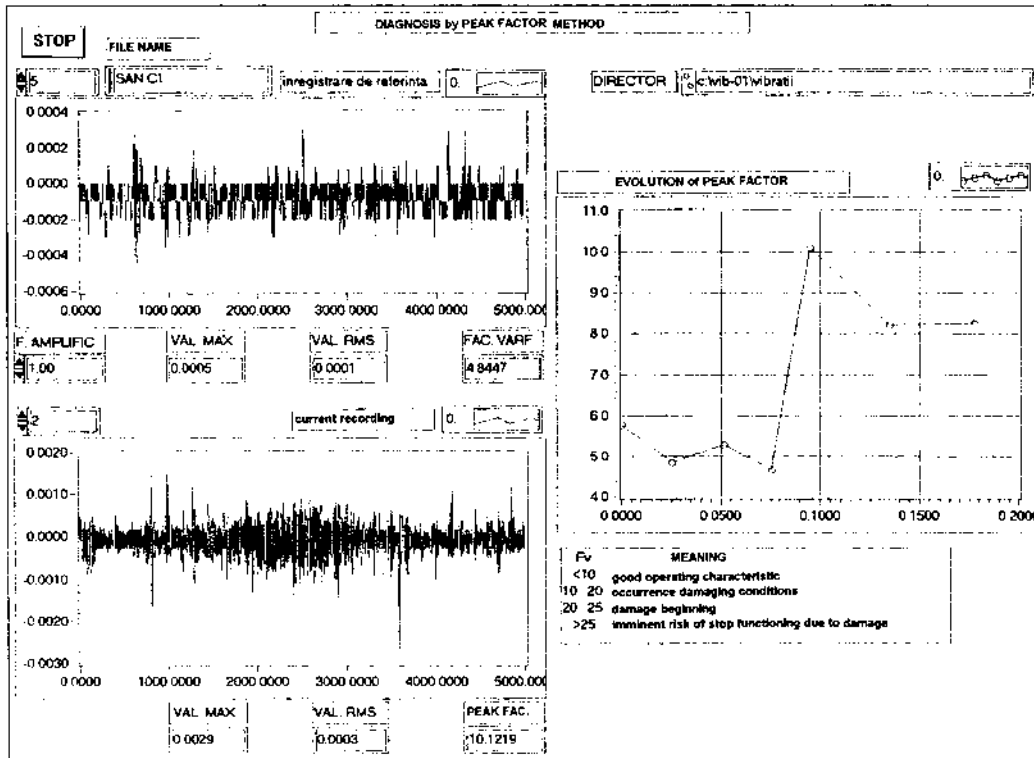 DIAGNOSIS by PEAK FACTOR METHOD
STOP
FILE NAME
5
SAN C1
inregistrare de referinta
0.
DIRECTOR
c:\vib-01\vibratii
0.0004
0.0002
0.0000
-0.0002
-0.0004
-0.0006
0.0000 1000.0000 2000.0000 3000.0000 4000.0000 5000.000
F. AMPLIFIC
VAL. MAX
VAL. RMS
FAC. VARF
1.00
0.0005
0.0001
4.8447
2
current recording
0.
0.0020
0.0010
0.0000
-0.0010
-0.0020
-0.0030
0.0000 1000.0000 2000.0000 3000.0000 4000.0000 5000.000
VAL. MAX
VAL. RMS
PEAK FAC.
0.0029
0.0003
10.1219
EVOLUTION of PEAK FACTOR
0.
11.0
10.0
9.0
8.0
7.0
6.0
5.0
4.0
0.0000 0.0500 0.1000 0.1500 0.2000
Fv MEANING
<10 good operating characteristic
10 20 occurrence damaging conditions
20 25 damage beginning
>25 imminent risk of stop functioning due to damage